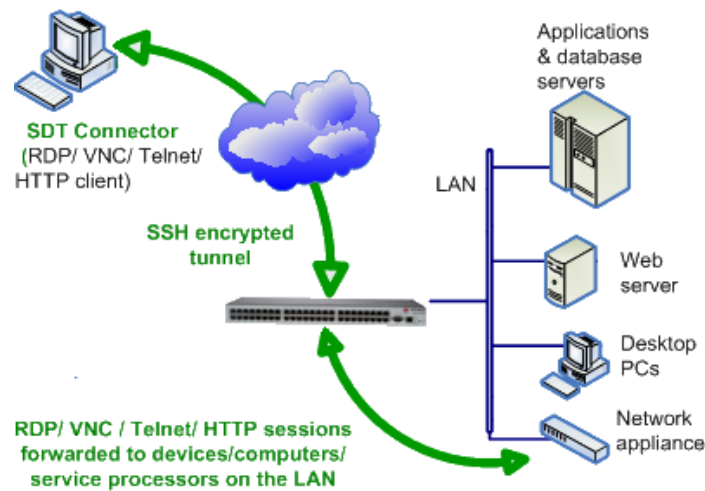 Applications
& database
servers
SDT Connector
(RDP/ VNC/ Telnet/
HTTP client)
LAN
SSH encrypted
tunnel
Web
server
Desktop
PCs
Network
appliance
RDP/ VNC / Telnet/ HTTP sessions
forwarded to devices/computers/
service processors on the LAN